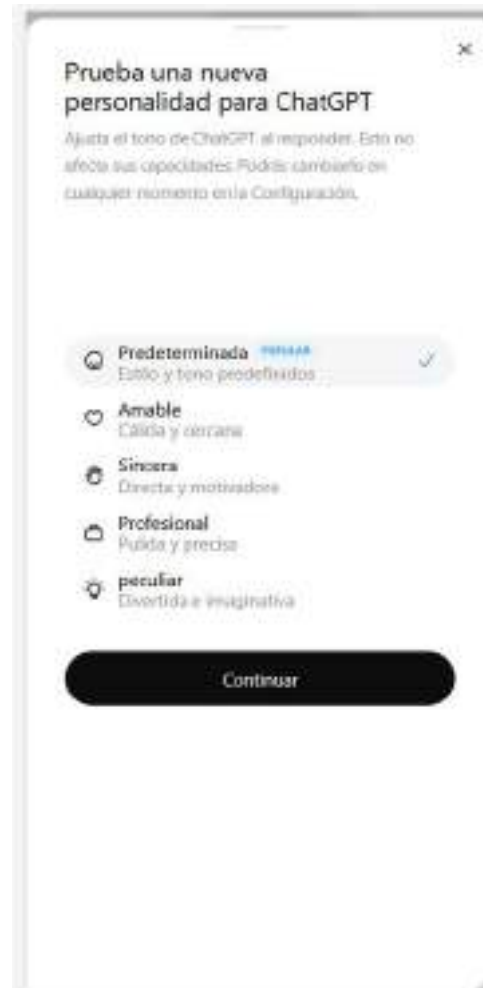 Prueba una nueva
personalidad para ChatGPT
Ajusta el tono de ChatGPT al responder. Esto no
afecta sus capacidades. Podrás cambiarlo en
cualquier momento en la Configuración.
Predeterminada POPULAR
Estilo y tono predefinidos
Amable
Cálida y cercana
Sincera
Directa y motivadora
Profesional
Pulida y precisa
peculiar
Divertida e imaginativa
Continuar